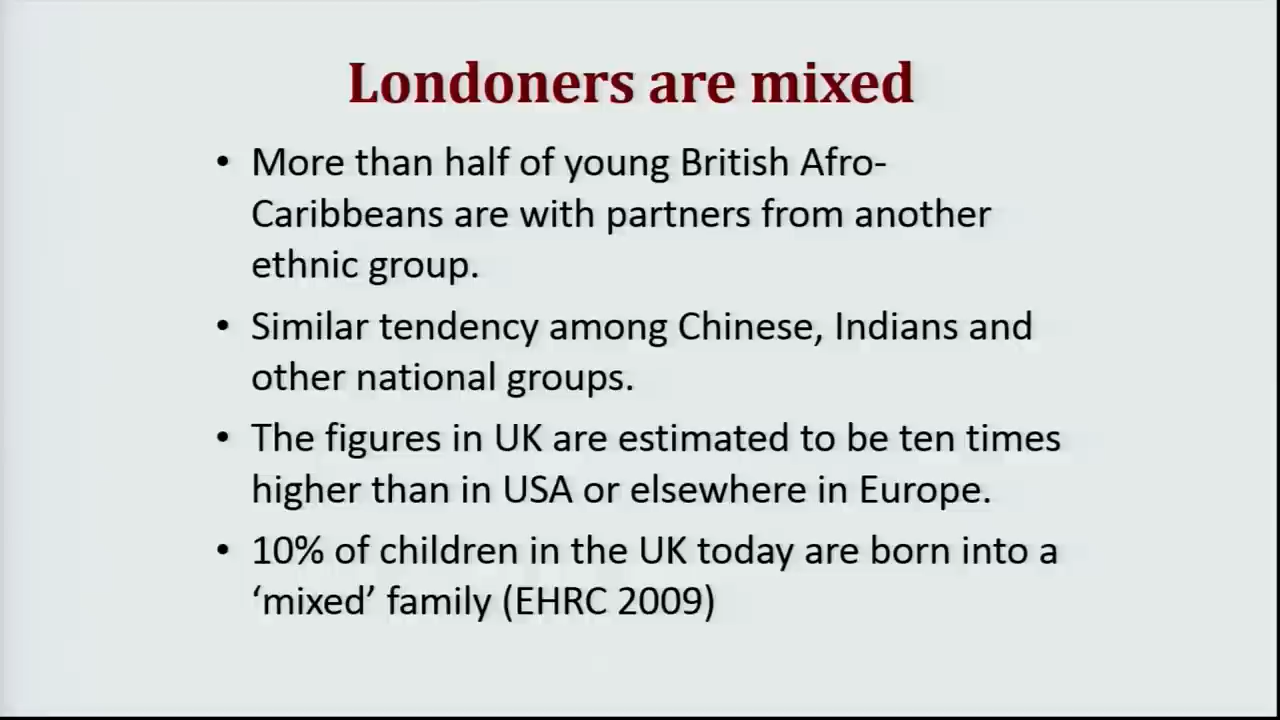 Londoners are mixed
• More than half of young British Afro-
Caribbeans are with partners from another
ethnic group.
• Similar tendency among Chinese, Indians and
other national groups.
• The figures in UK are estimated to be ten times
higher than in USA or elsewhere in Europe.
• 10% of children in the UK today are born into a
‘mixed’ family (EHRC 2009)